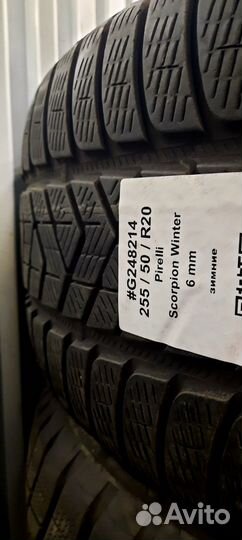 #G248214
255 / 50 / R20
Pirelli
Scorpion Winter
6 mm
зимние
Avito